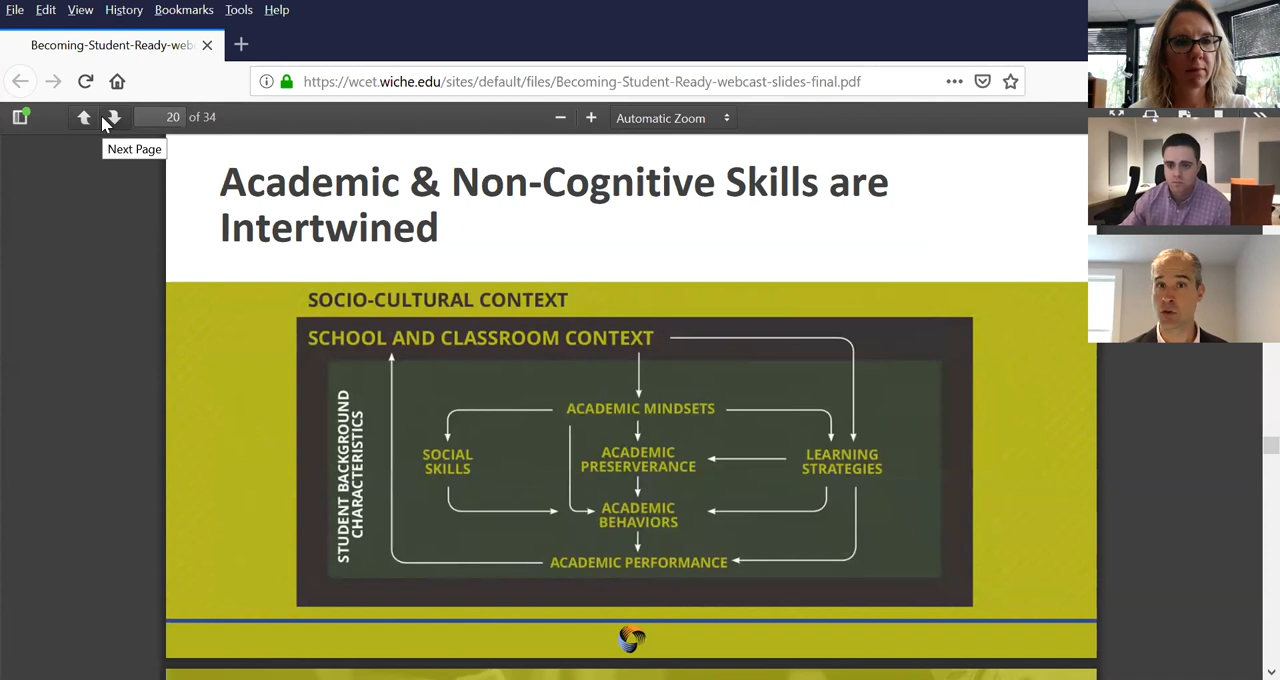 File Edit View History Bookmarks Tools Help
Becoming-Student-Ready-web
https://wcet.wiche.edu/sites/default/files/Becoming-Student-Ready-webcast-slides-final.pdf
20 of 34
Automatic Zoom
Next Page
Academic & Non-Cognitive Skills are
Intertwined
SOCIO-CULTURAL CONTEXT
SCHOOL AND CLASSROOM CONTEXT
STUDENT BACKGROUND
CHARACTERISTICS
ACADEMIC MINDSETS
SOCIAL
SKILLS
ACADEMIC
PRESERVERANCE
LEARNING
STRATEGIES
ACADEMIC
BEHAVIORS
ACADEMIC PERFORMANCE